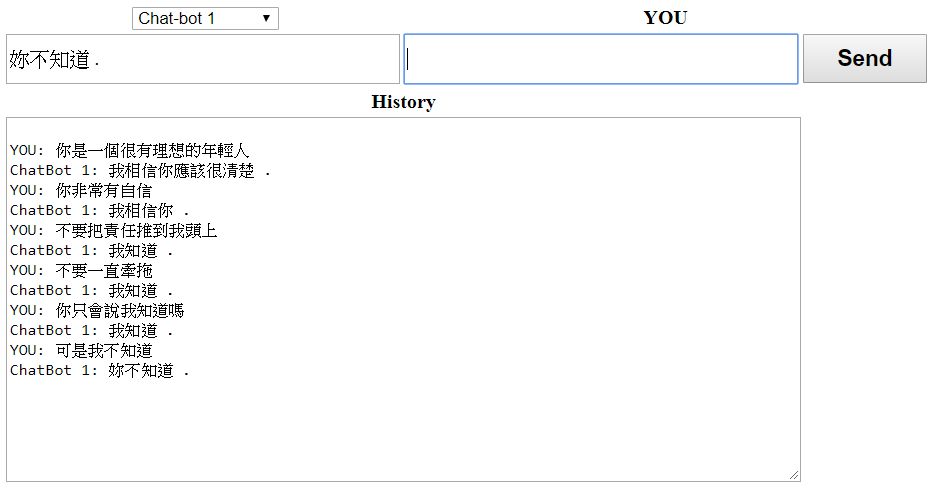 Chat-bot 1
YOU
妳不知道 .
Send
History
YOU: 你是一個很有理想的年輕人
ChatBot 1: 我相信你應該很清楚 .
YOU: 你非常有自信
ChatBot 1: 我相信你 .
YOU: 不要把責任推到我頭上
ChatBot 1: 我知道 .
YOU: 不要一直牽拖
ChatBot 1: 我知道 .
YOU: 你只會說我知道嗎
ChatBot 1: 我知道 .
YOU: 可是我不知道
ChatBot 1: 妳不知道 .